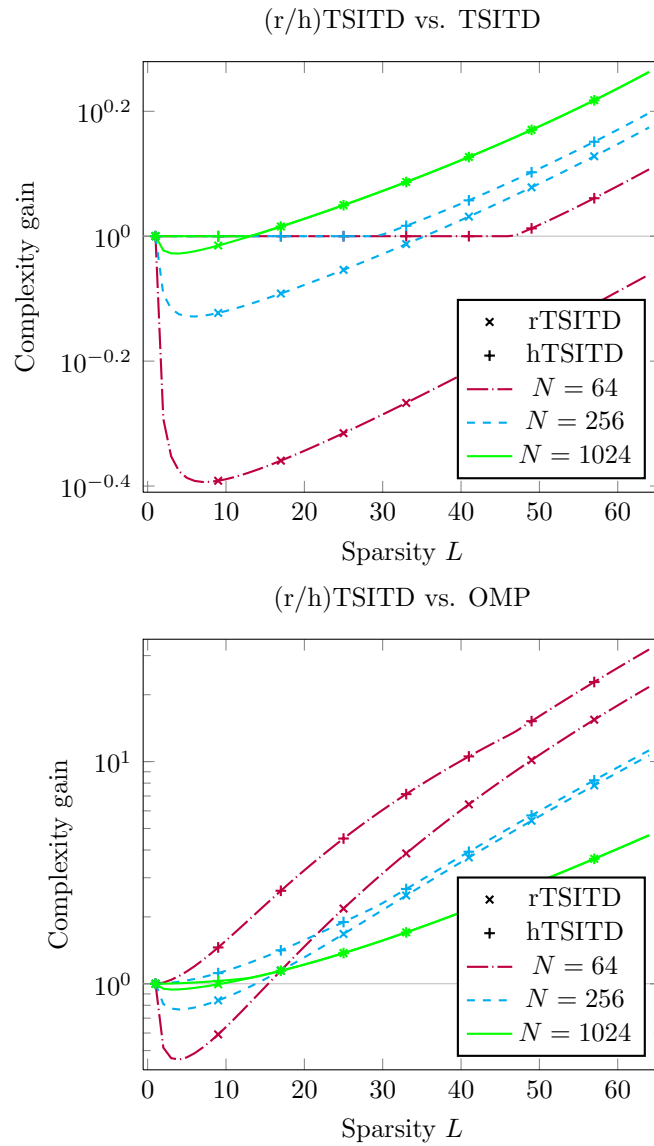 (r/h)TSITD vs. TSITD
Complexity gain
10^0.2
10^0
10^−0.2
10^−0.4
rTSITD
hTSITD
N = 64
N = 256
N = 1024
0 10 20 30 40 50 60
Sparsity L
(r/h)TSITD vs. OMP
Complexity gain
10^1
10^0
rTSITD
hTSITD
N = 64
N = 256
N = 1024
0 10 20 30 40 50 60
Sparsity L